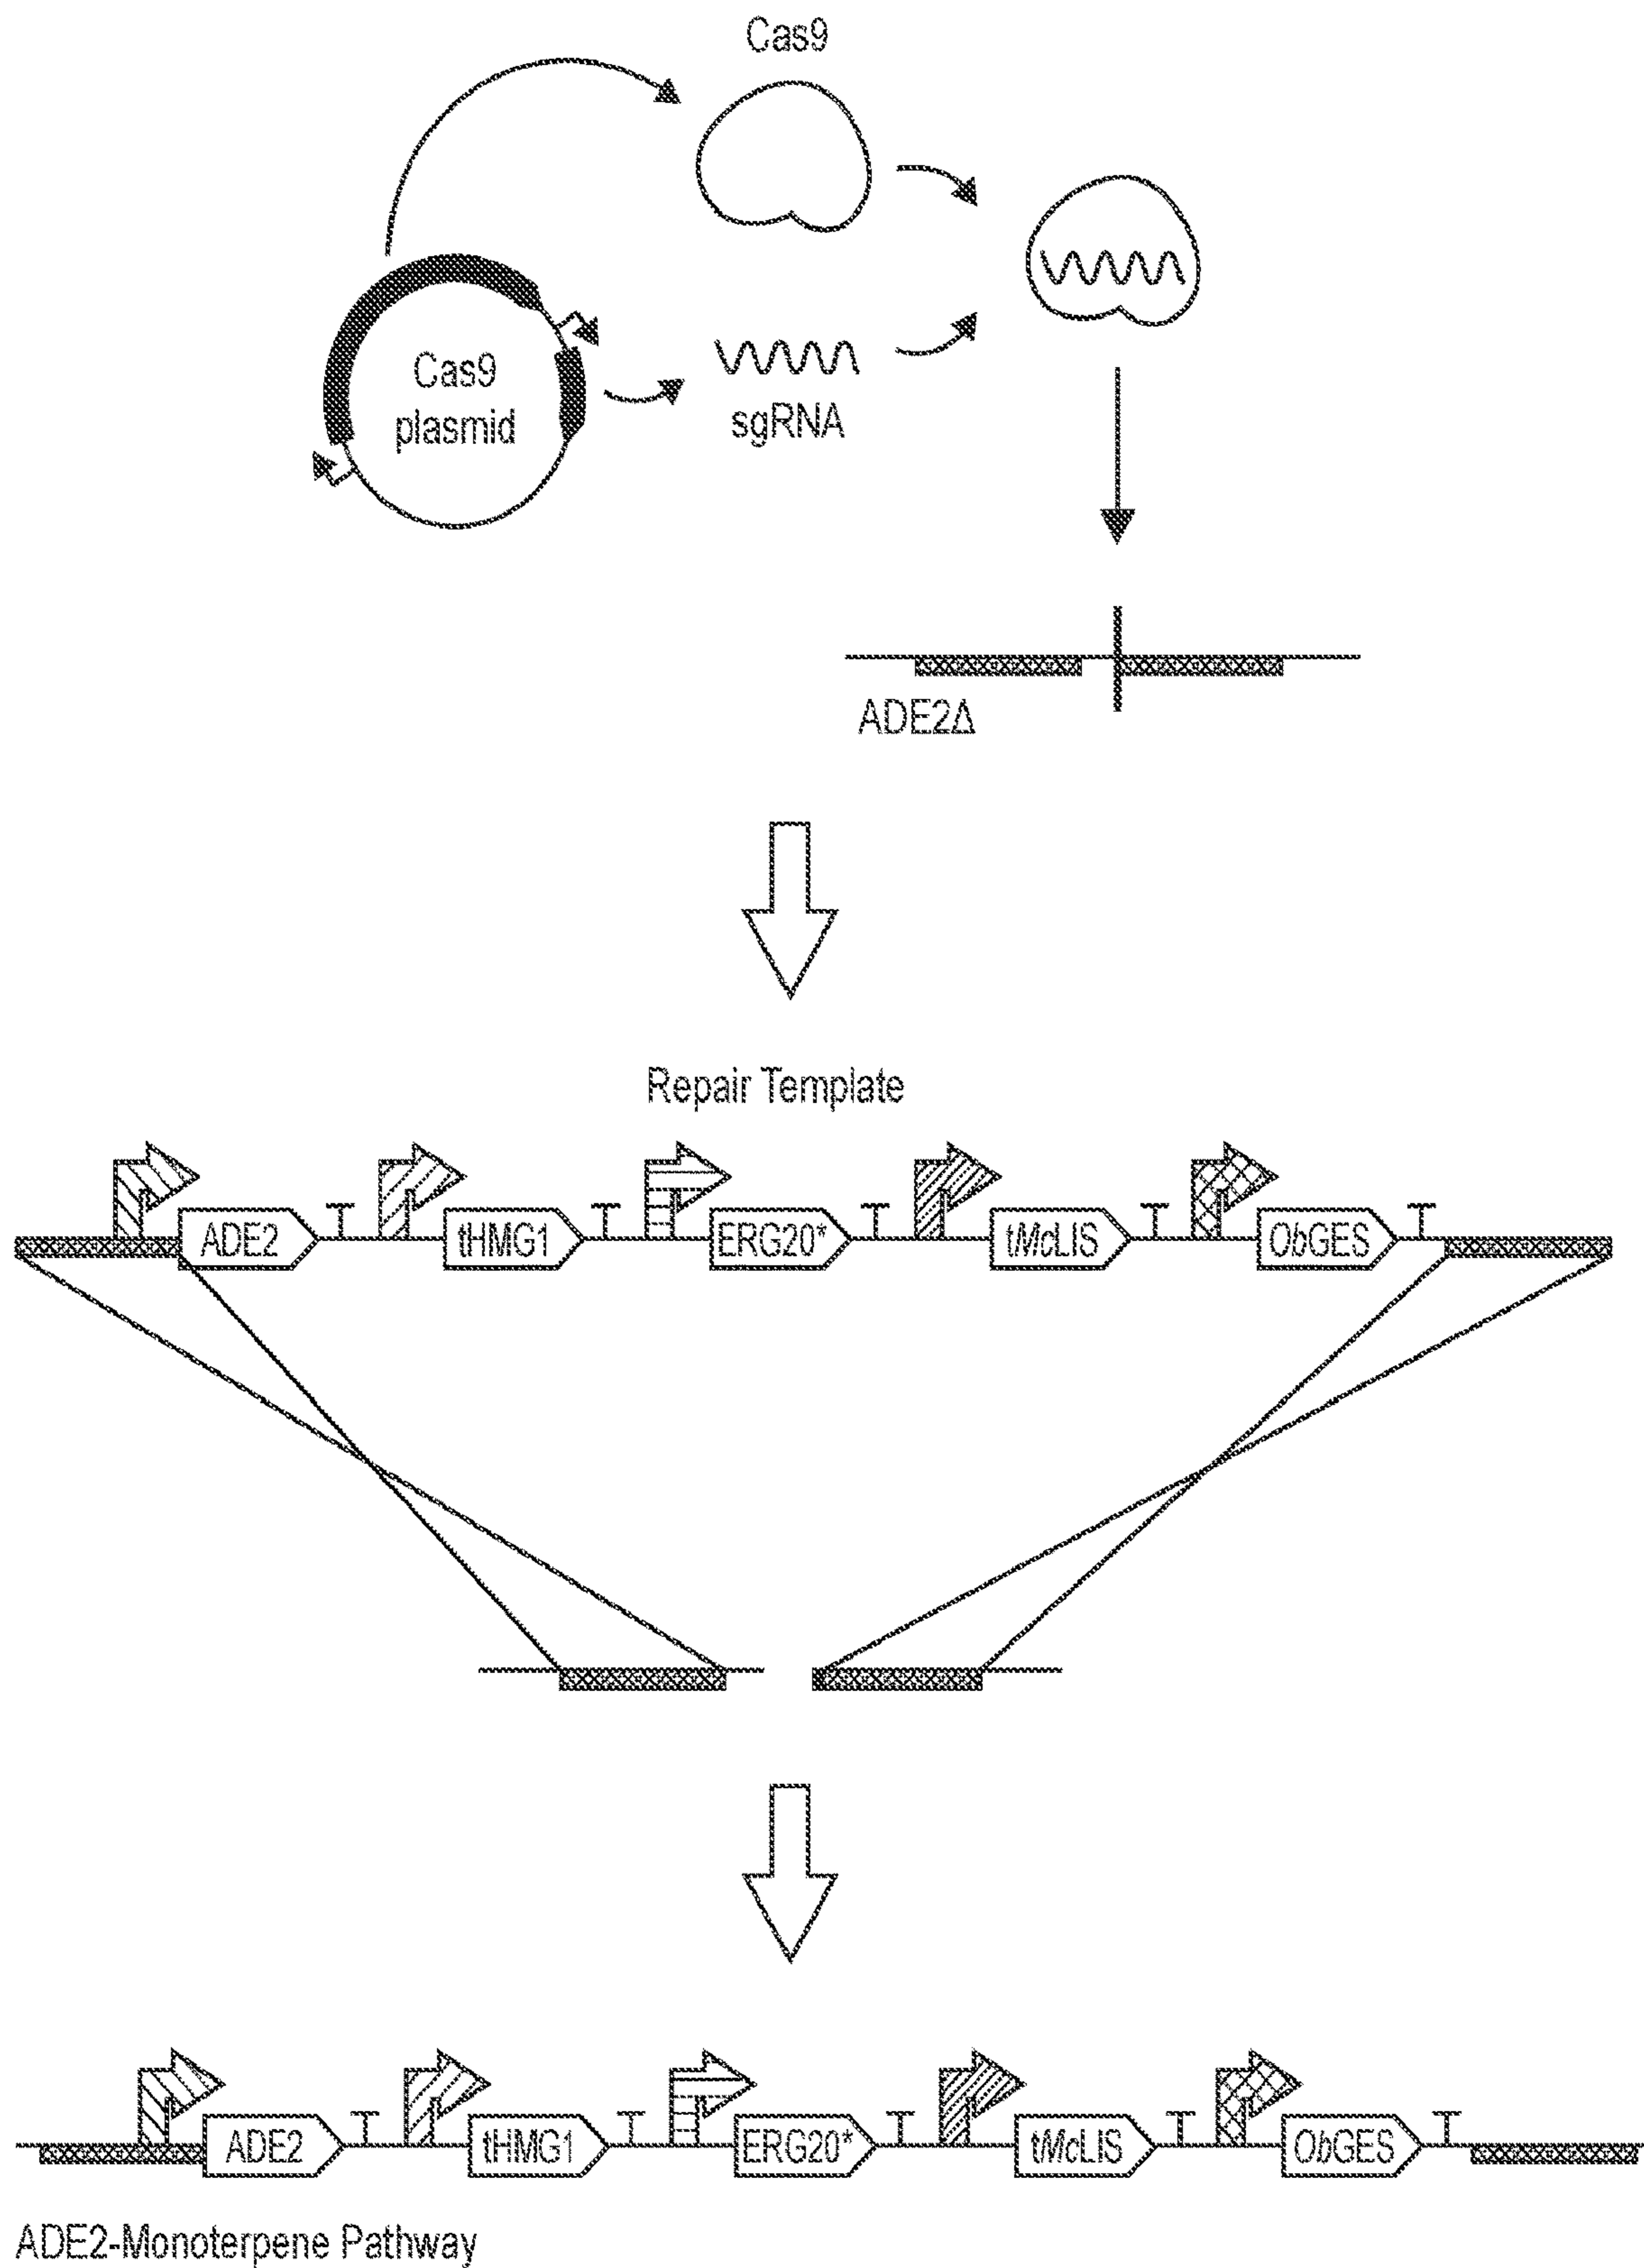 Cas9
Cas9
plasmid
sgRNA
ADE2Δ
Repair Template
ADE2 tHMG1 ERG20* tMcLIS ObGES
ADE2 tHMG1 ERG20* tMcLIS ObGES
ADE2-Monoterpene Pathway